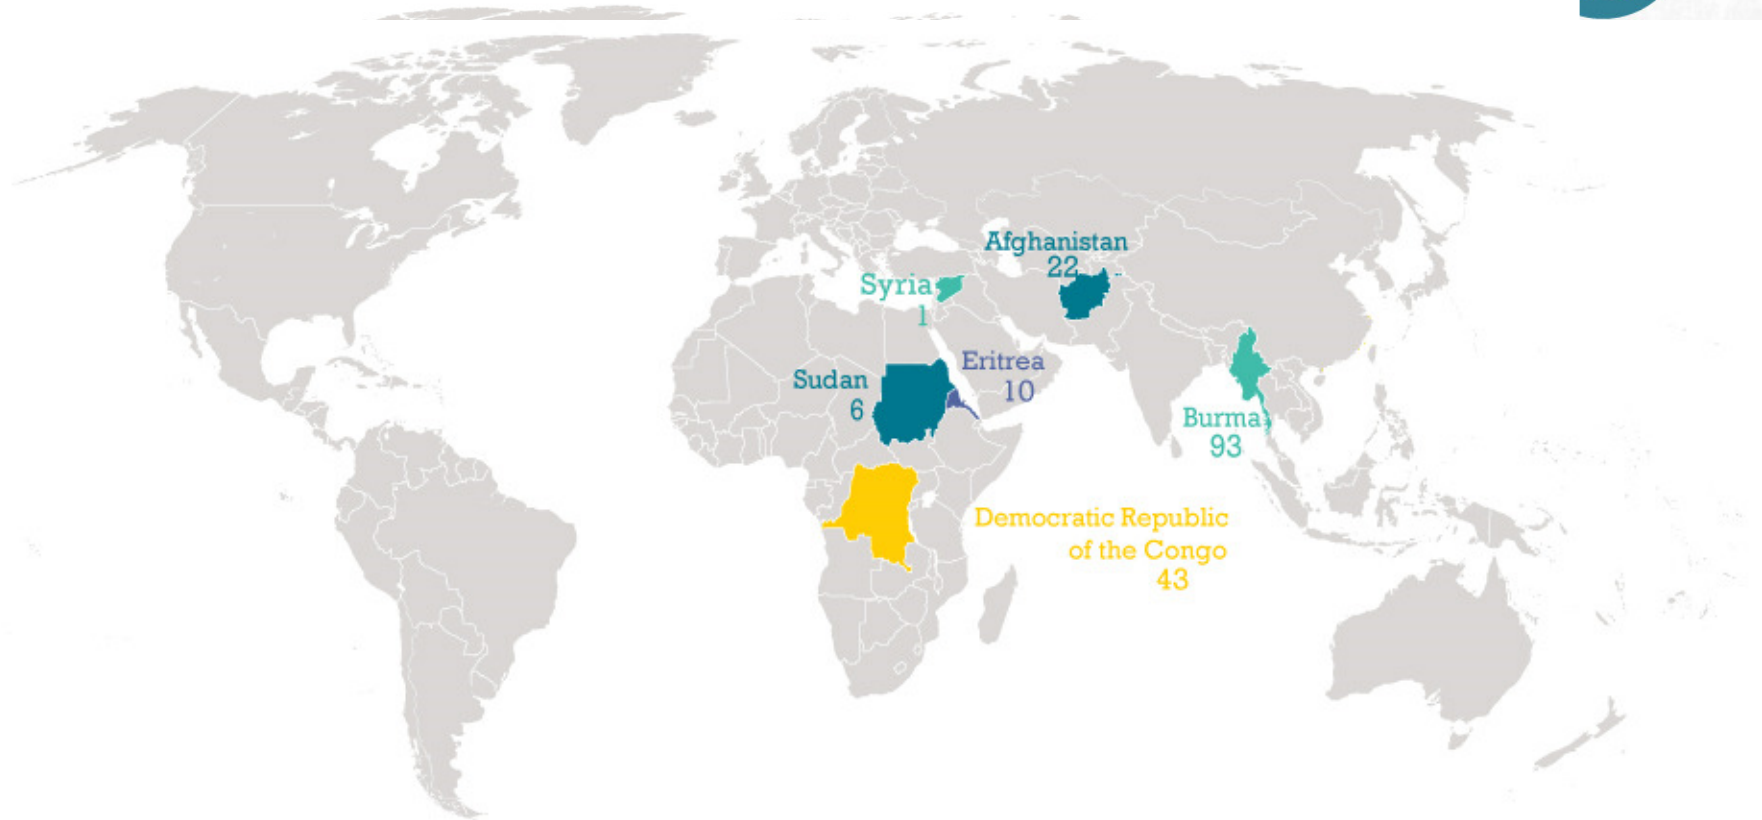 Afghanistan
22
Syria
1
Eritrea
10
Sudan
6
Burma
93
Democratic Republic
of the Congo
43